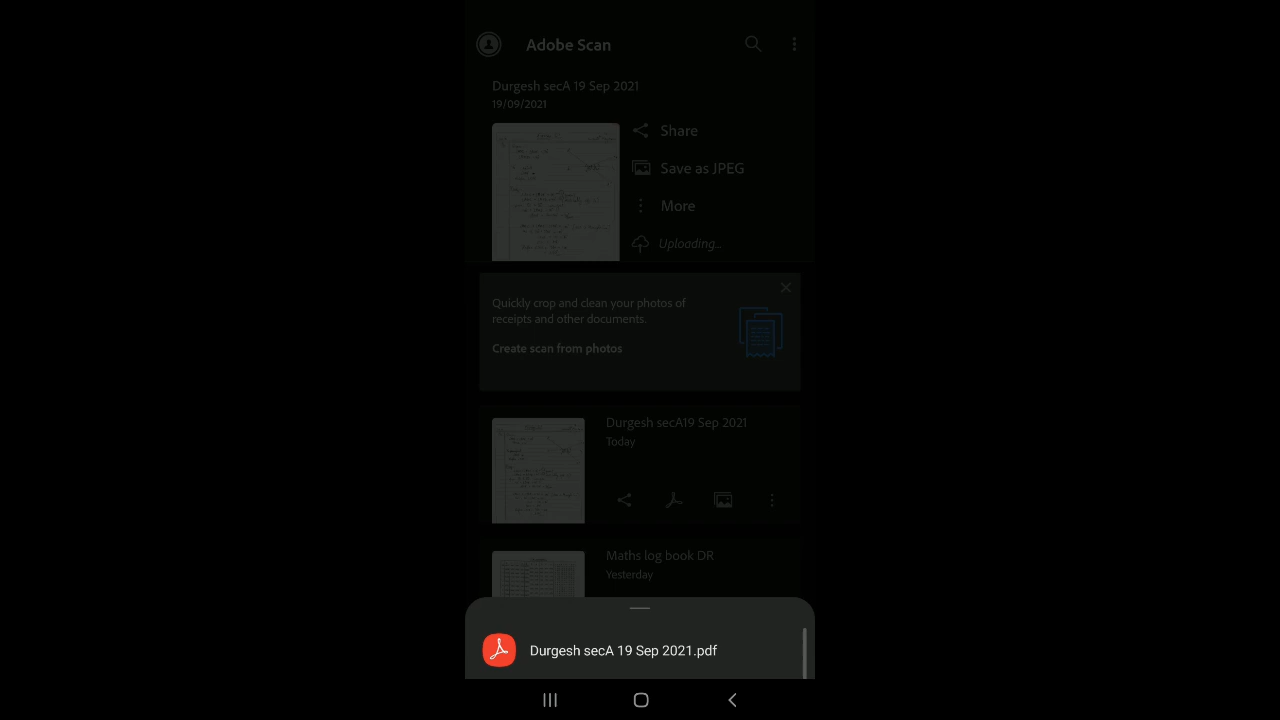 Adobe Scan
Durgesh secA 19 Sep 2021
19/09/2021
Share
Save as JPEG
More
Uploading...
Quickly crop and clean your photos of
receipts and other documents.
Create scan from photos
Durgesh secA19 Sep 2021
Today
Maths log book DR
Yesterday
Durgesh secA 19 Sep 2021.pdf